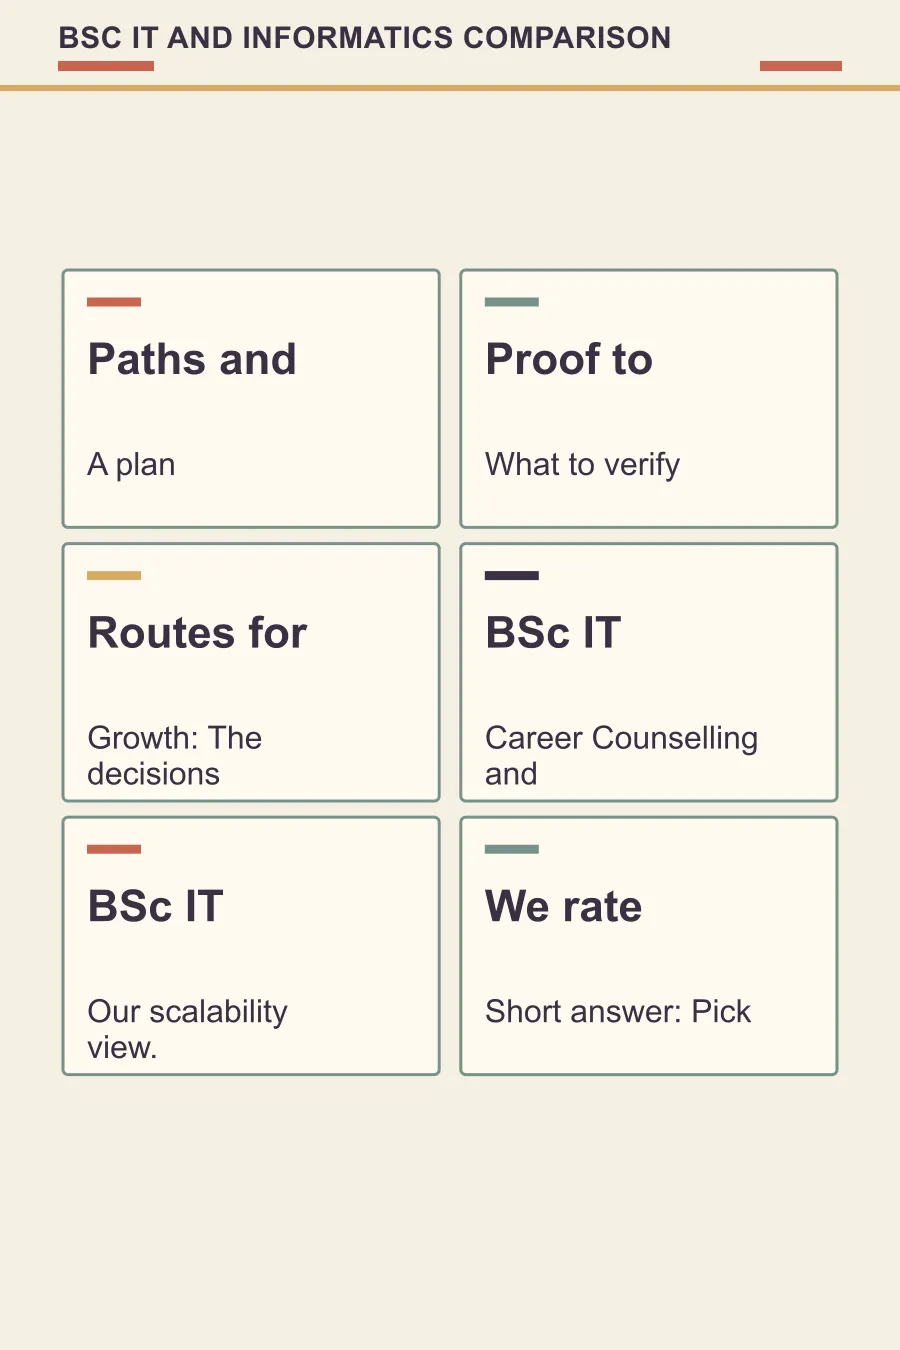 BSC IT AND INFORMATICS COMPARISON
Paths and
A plan
Proof to
What to verify
Routes for
Growth: The
decisions
BSc IT
Career Counselling
and
BSc IT
Our scalability
view.
We rate
Short answer: Pick